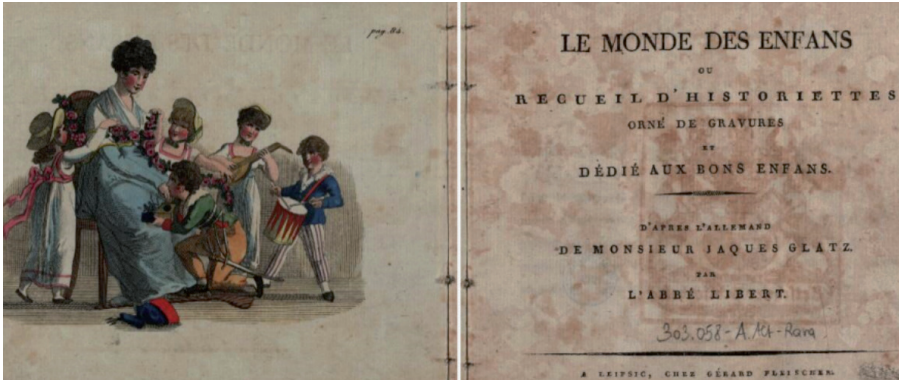 pag. 84.
LE MONDE DES ENFANS
OU
RECUEIL D'HISTORIETTES
ORNÉ DE GRAVURES
ET
DÈDIÉ AUX BONS ENFANS.
D'APRES L'ALLEMAND
DE MONSIEUR JAQUES GLATZ.
PAR
L'ABBÉ LIBERT.
303.058-A.Alt-Rara
A LEIPSIC, CHEZ GÉRARD FLEISCHER.